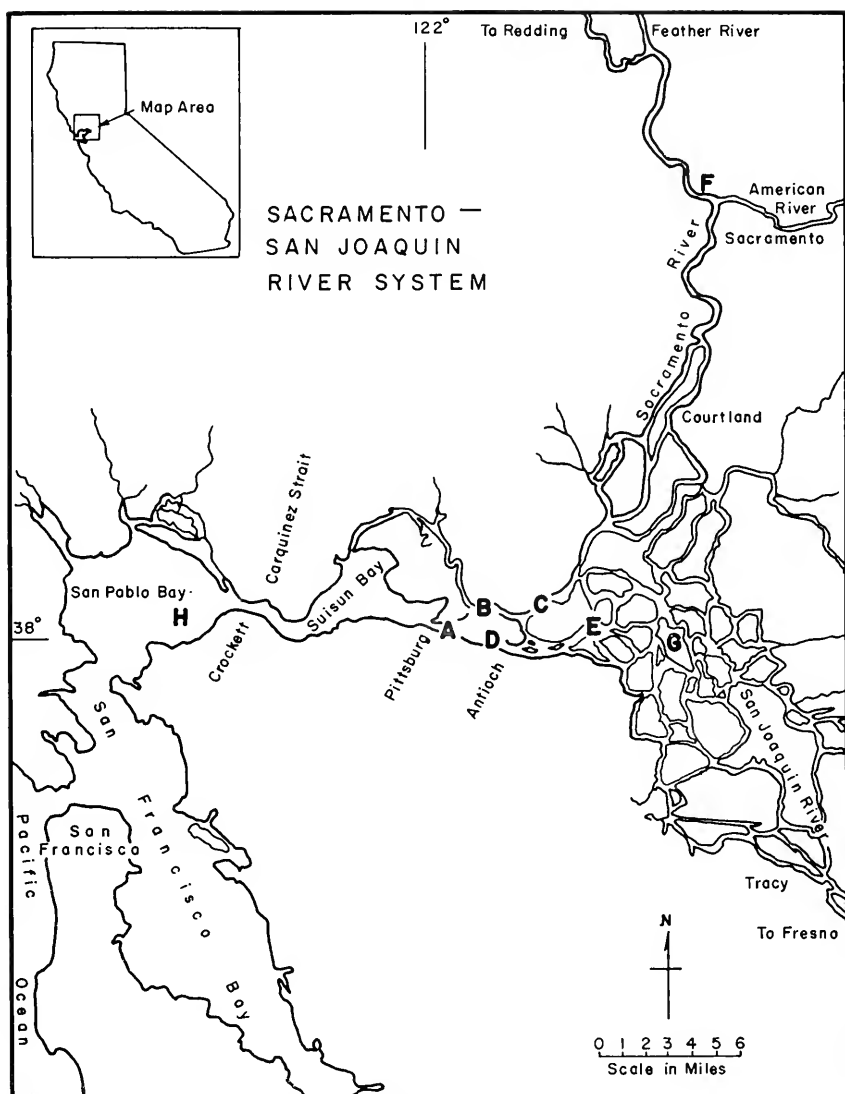 122°
To Redding
Feather River
Map Area
SACRAMENTO —
SAN JOAQUIN
RIVER SYSTEM
F
American
River
Sacramento
Sacramento River
Courtland
Carquinez Strait
San Pablo Bay
Suisun Bay
H
B
C
38°
A
D
E
G
Crockett
Pittsburg
Antioch
San Francisco Bay
San Joaquin River
Pacific Ocean
San
Francisca
Tracy
To Fresno
N
0 1 2 3 4 5 6
Scale in Miles